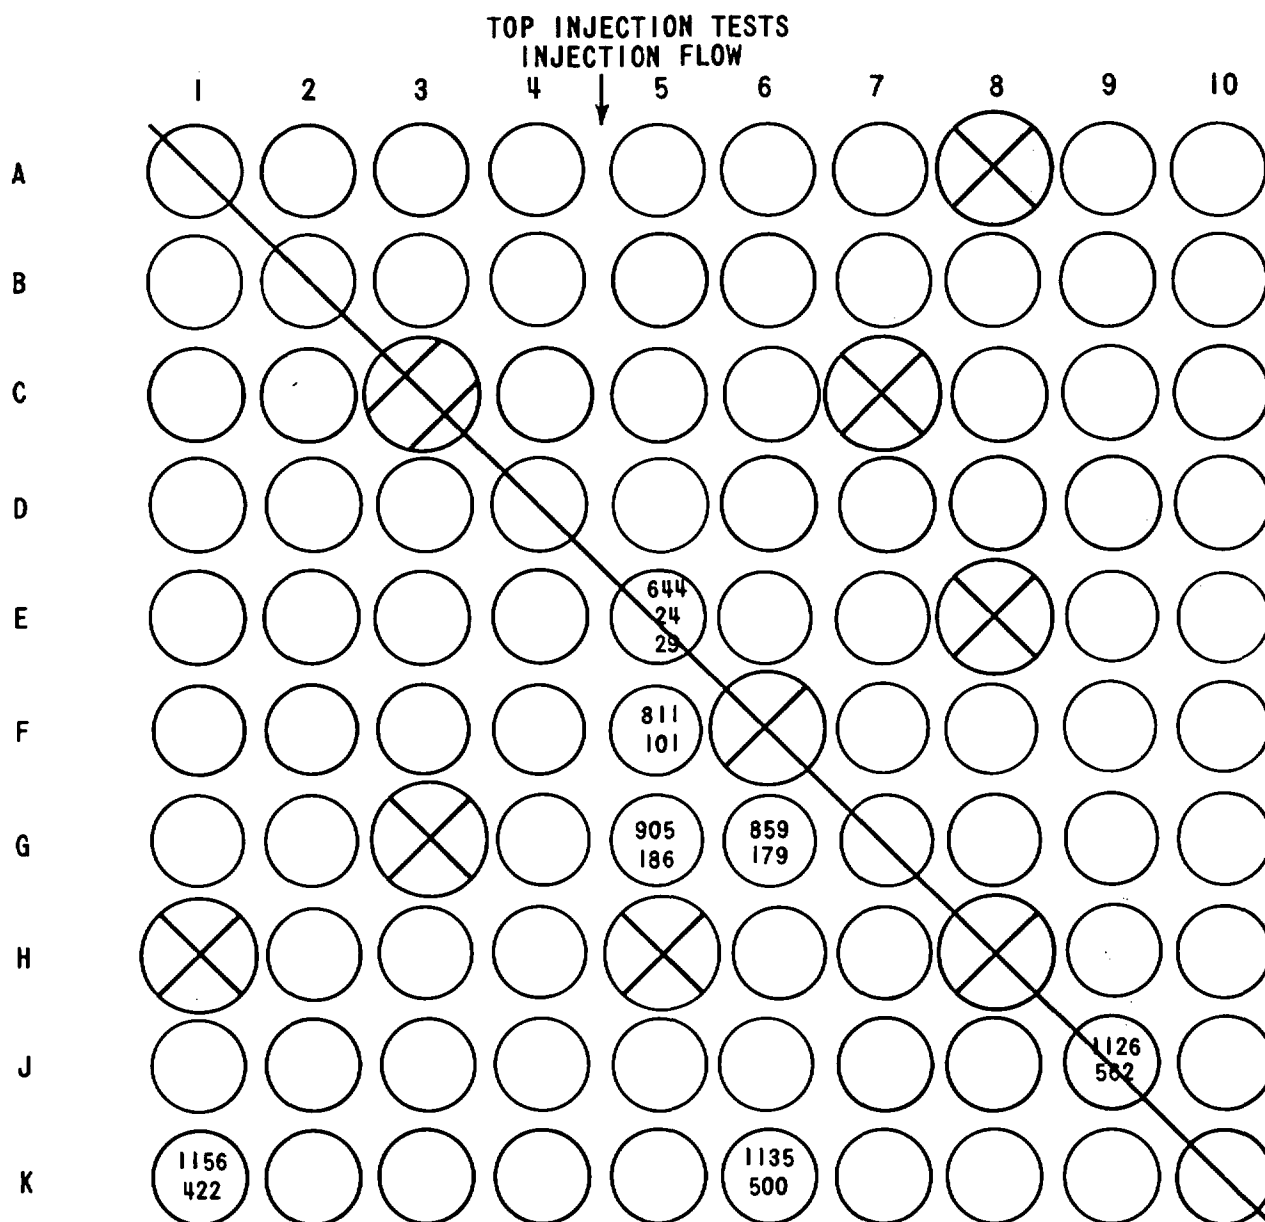 TOP INJECTION TESTS
INJECTION FLOW
1 2 3 4 5 6 7 8 9 10
A
B
C
D
E
644
24
29
F
811
101
G
905 859
186 179
H
J
1126
562
K
1156 1135
422 500